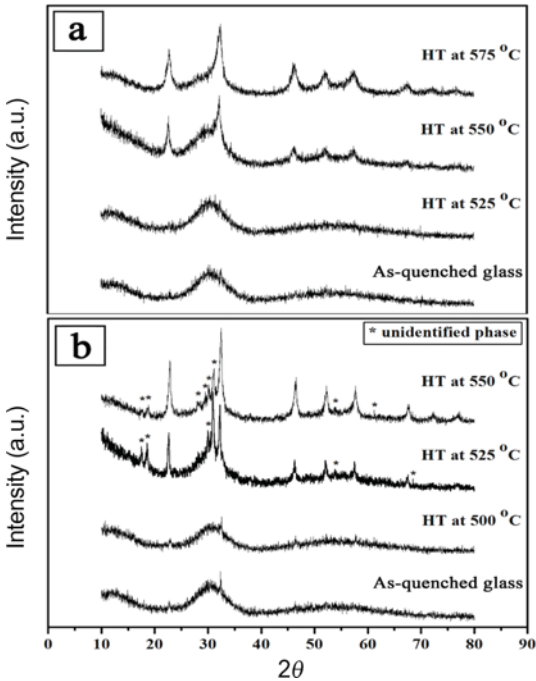 a
HT at 575 °C
HT at 550 °C
HT at 525 °C
As-quenched glass
Intensity (a.u.)
b
* unidentified phase
* * * * * * *
HT at 550 °C
* * * * *
HT at 525 °C
*
HT at 500 °C
As-quenched glass
Intensity (a.u.)
0 10 20 30 40 50 60 70 80 90
2θ